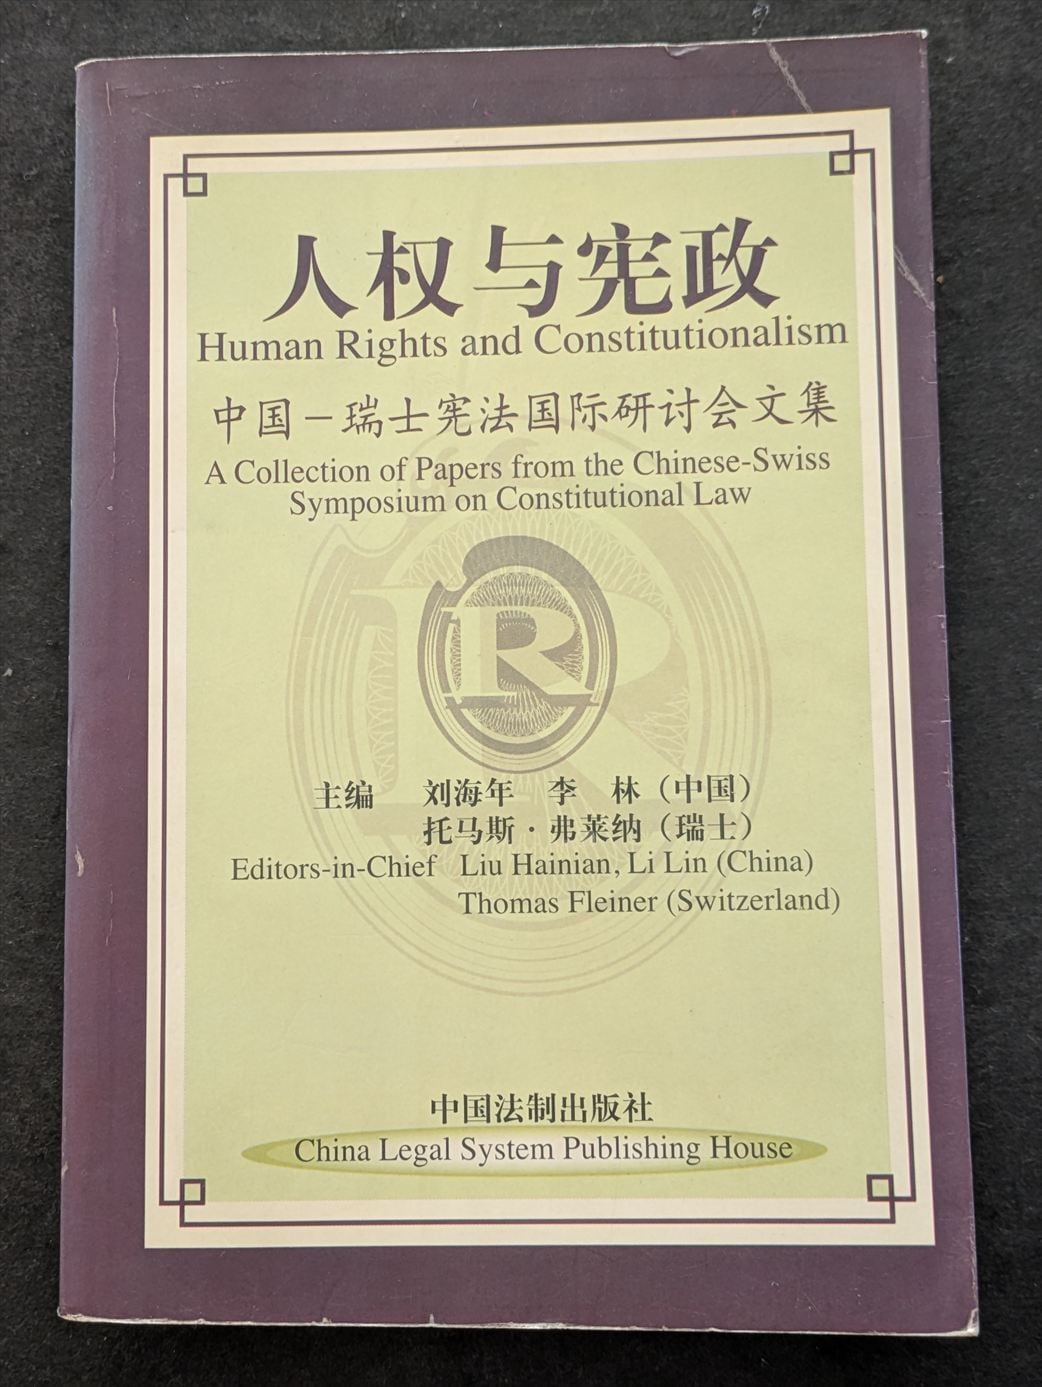 人权与宪政
Human Rights and Constitutionalism
中国－瑞士宪法国际研讨会文集
A Collection of Papers from the Chinese-Swiss
Symposium on Constitutional Law
R
主编 刘海年 李 林（中国）
托马斯·弗莱纳（瑞士）
Editors-in-Chief Liu Hainian, Li Lin (China)
Thomas Fleiner (Switzerland)
中国法制出版社
China Legal System Publishing House